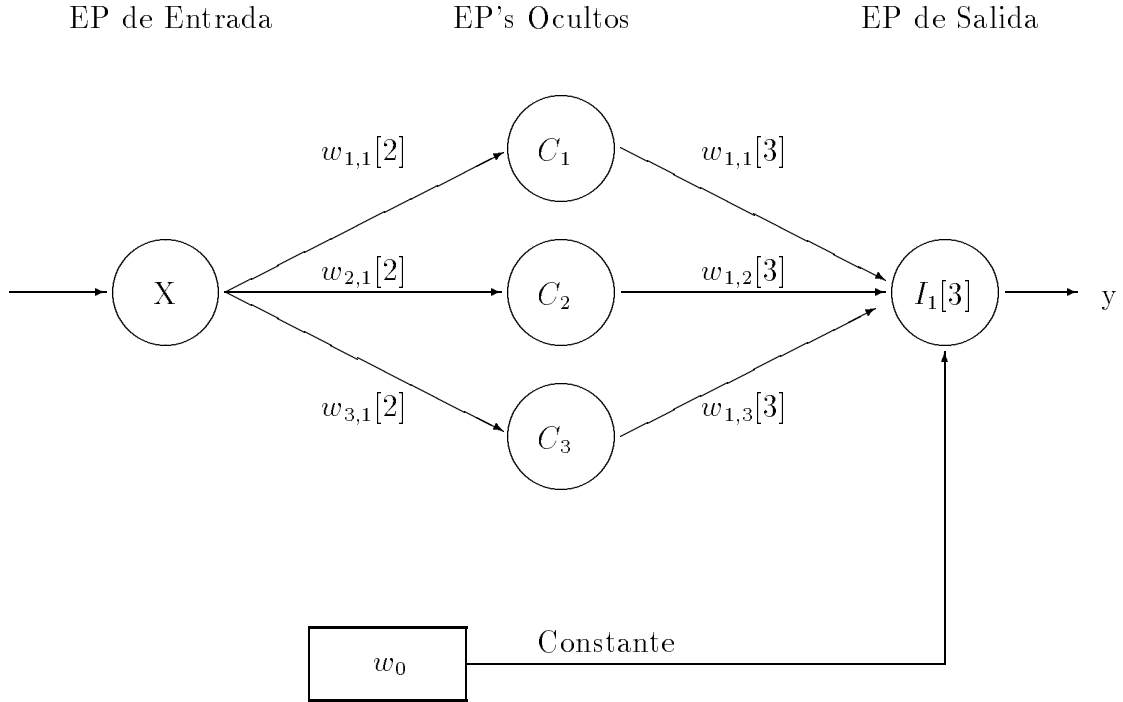 EP de Entrada
EP's Ocultos
EP de Salida
w1,1[2]
C1
w1,1[3]
X
w2,1[2]
C2
w1,2[3]
I1[3]
y
w3,1[2]
C3
w1,3[3]
w0
Constante